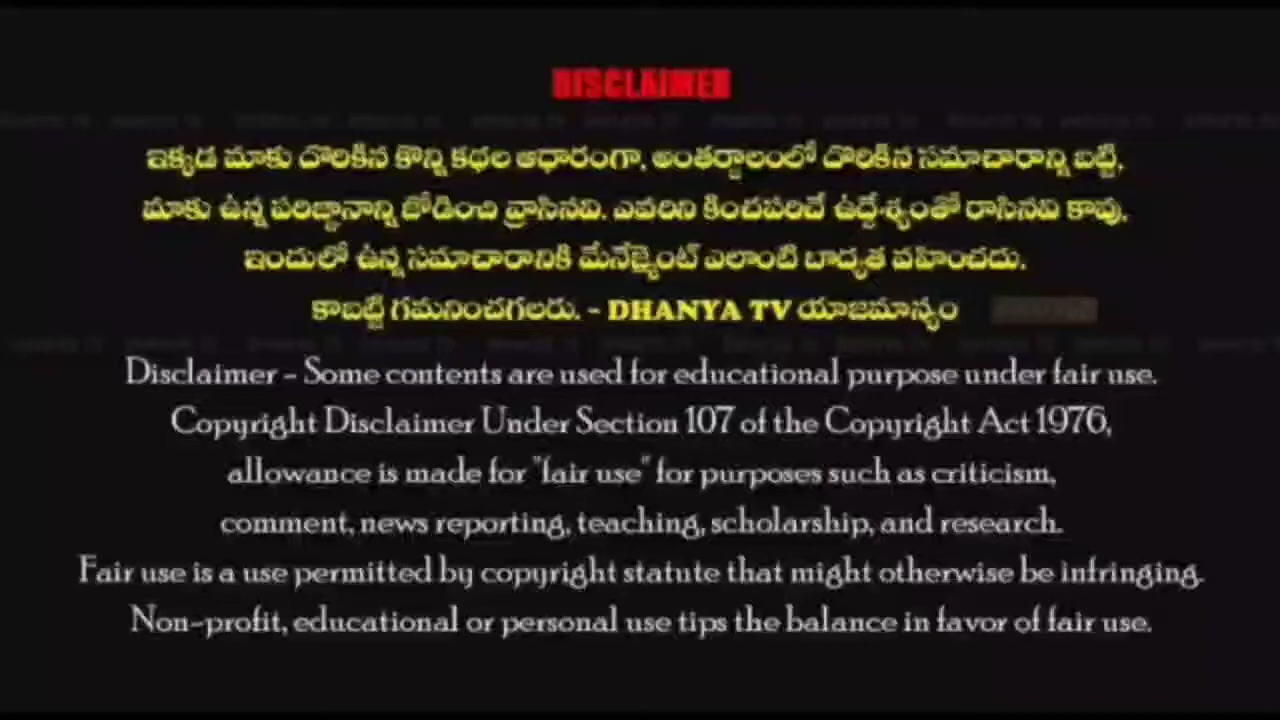 DISCLAIMER
ఇక్కడ మాకు దొరికిన కొన్ని కథల ఆధారంగా, అంతర్జాలంలో దొరికిన సమాచారాన్ని బట్టి,
మాకు ఉన్న పరిజ్ఞానాన్ని జోడించి వ్రాసినవి. ఎవరిని కించపరిచే ఉద్దేశ్యంతో రాసినవి కావు,
ఇందులో ఉన్న సమాచారానికి మేనేజ్మెంట్ ఎలాంటి బాధ్యత వహించదు.
కాబట్టి గమనించగలరు. - DHANYA TV యాజమాన్యం
Disclaimer - Some contents are used for educational purpose under fair use.
Copyright Disclaimer Under Section 107 of the Copyright Act 1976,
allowance is made for "fair use" for purposes such as criticism,
comment, news reporting, teaching, scholarship, and research.
Fair use is a use permitted by copyright statute that might otherwise be infringing.
Non-profit, educational or personal use tips the balance in favor of fair use.